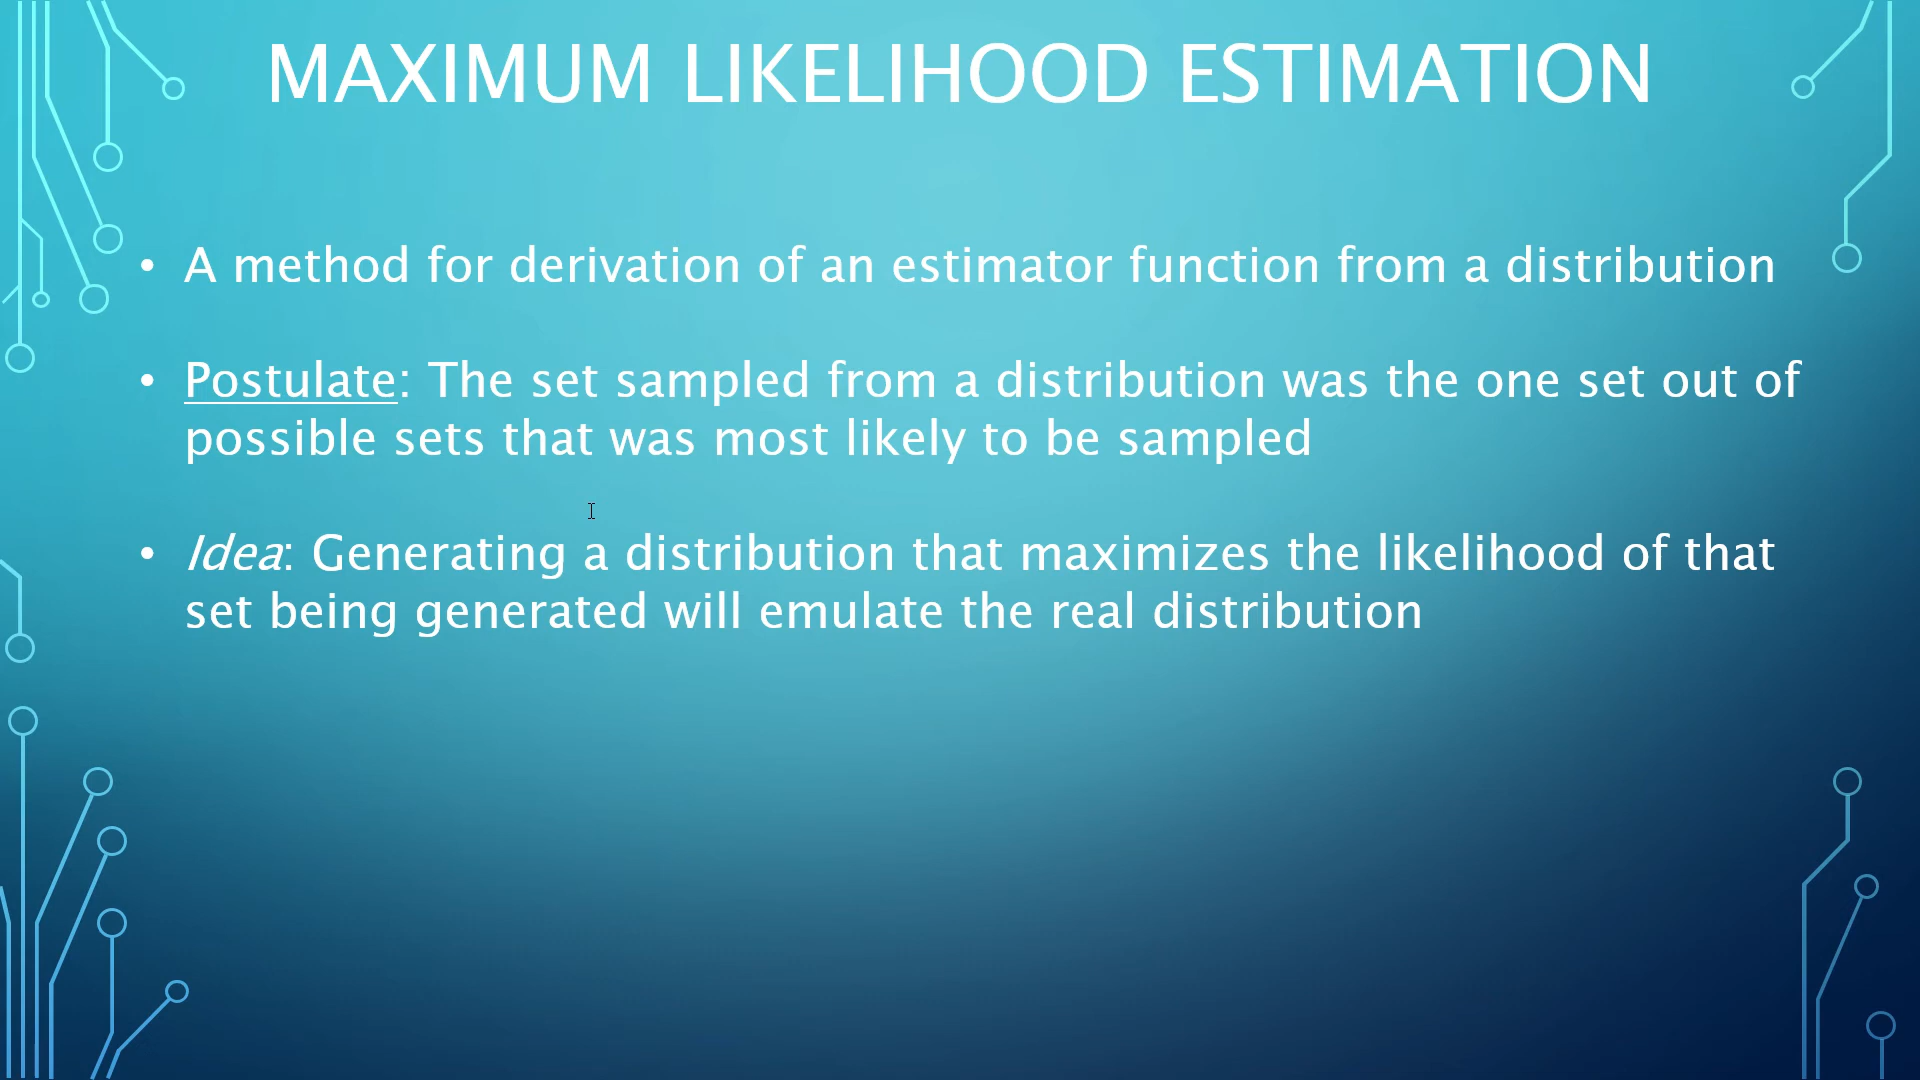 MAXIMUM LIKELIHOOD ESTIMATION
• A method for derivation of an estimator function from a distribution
• Postulate: The set sampled from a distribution was the one set out of
possible sets that was most likely to be sampled
• Idea: Generating a distribution that maximizes the likelihood of that
set being generated will emulate the real distribution